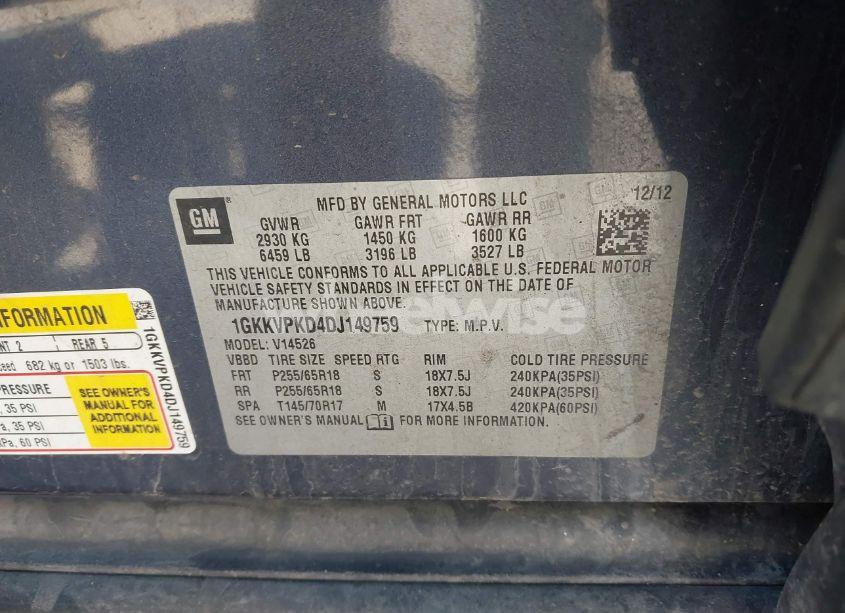 GM
MFD BY GENERAL MOTORS LLC
12/12
GVWR GAWR FRT GAWR RR
2930 KG 1450 KG 1600 KG
6459 LB 3196 LB 3527 LB
THIS VEHICLE CONFORMS TO ALL APPLICABLE U.S. FEDERAL MOTOR
VEHICLE SAFETY STANDARDS IN EFFECT ON THE DATE OF
MANUFACTURE SHOWN ABOVE.
1GKKVPKD4DJ149759 TYPE: M.P.V.
MODEL: V14526
VBBD TIRE SIZE SPEED RTG RIM COLD TIRE PRESSURE
FRT P255/65R18 S 18X7.5J 240KPA(35PSI)
RR P255/65R18 S 18X7.5J 240KPA(35PSI)
SPA T145/70R17 M 17X4.5B 420KPA(60PSI)
SEE OWNER'S MANUAL FOR MORE INFORMATION.
REAR 5
682 kg or 1503 lbs.
PRESSURE
35 PSI
35 PSI
60 PSI
SEE OWNER'S
MANUAL FOR
ADDITIONAL
INFORMATION
1GKKVPKD4DJ149759